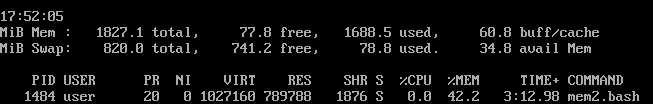 17:52:05
MiB Mem : 1827.1 total, 77.8 free, 1688.5 used, 60.8 buff/cache
MiB Swap: 820.0 total, 741.2 free, 78.8 used. 34.8 avail Mem
PID USER PR NI VIRT RES SHR S %CPU %MEM TIME+ COMMAND
1484 user 20 0 1027160 789788 1876 S 0.0 42.2 3:12.98 mem2.bash